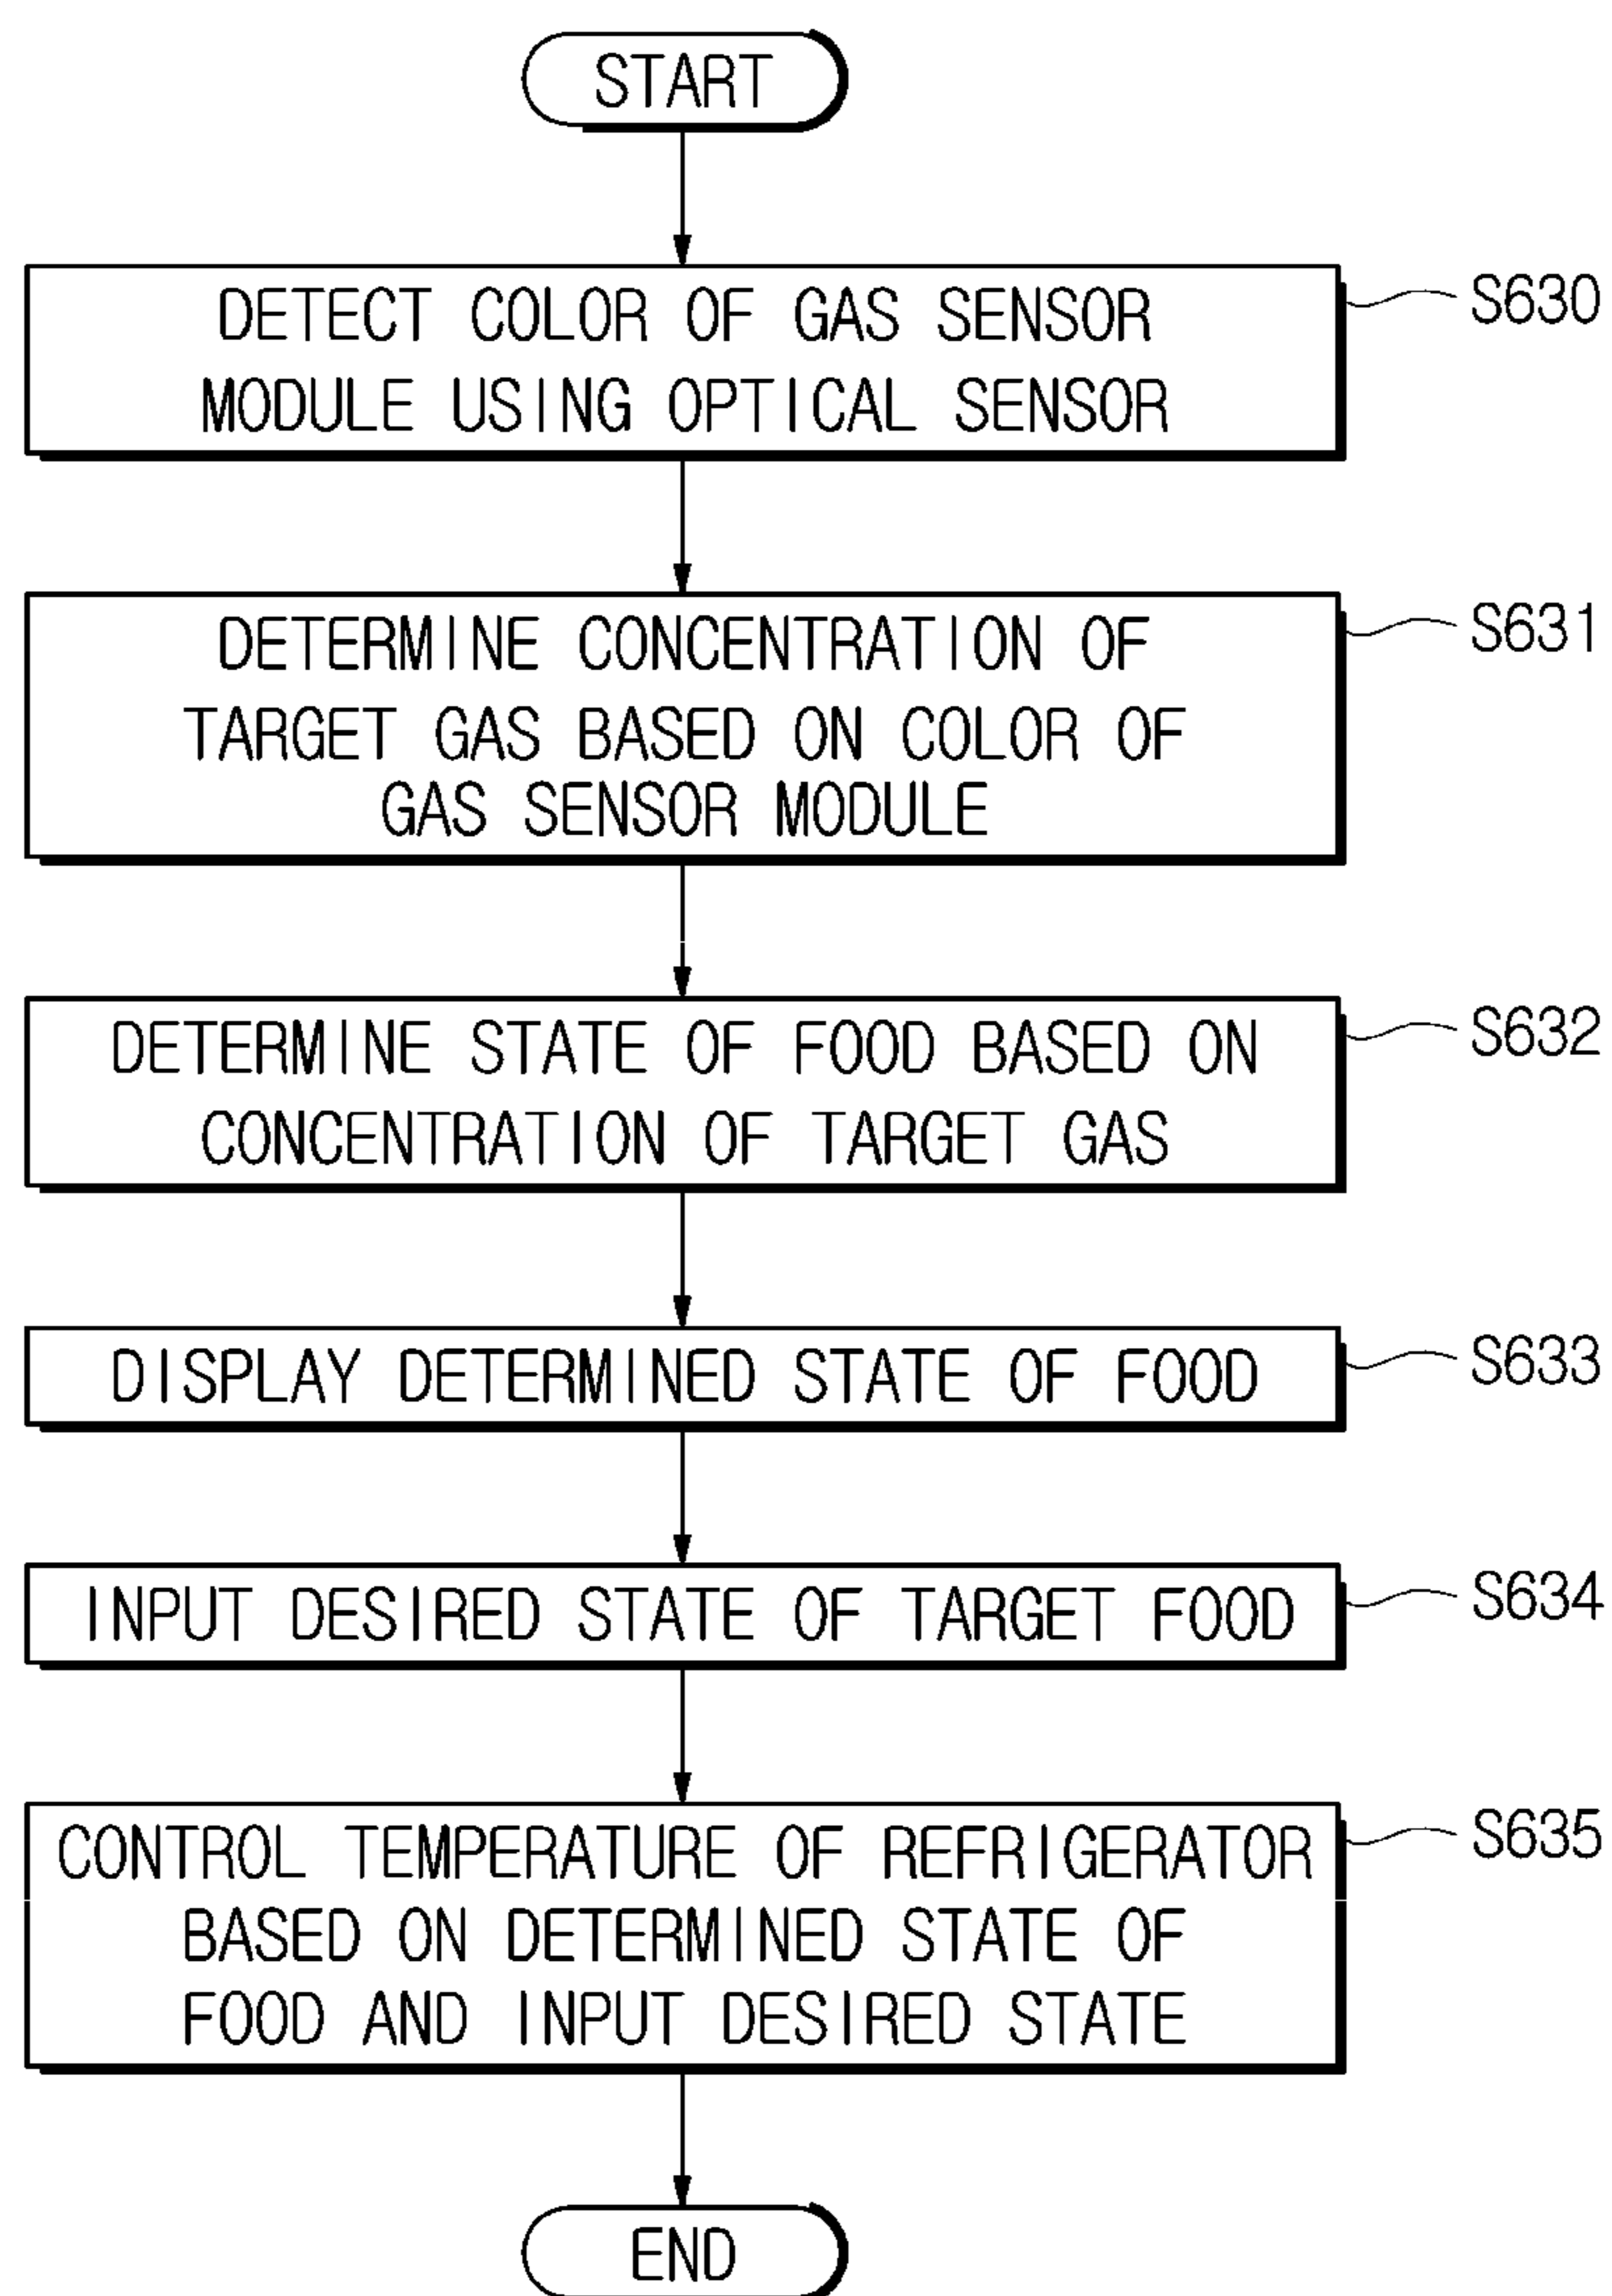 START
DETECT COLOR OF GAS SENSOR
MODULE USING OPTICAL SENSOR
S630
DETERMINE CONCENTRATION OF
TARGET GAS BASED ON COLOR OF
GAS SENSOR MODULE
S631
DETERMINE STATE OF FOOD BASED ON
CONCENTRATION OF TARGET GAS
S632
DISPLAY DETERMINED STATE OF FOOD
S633
INPUT DESIRED STATE OF TARGET FOOD
S634
CONTROL TEMPERATURE OF REFRIGERATOR
BASED ON DETERMINED STATE OF
FOOD AND INPUT DESIRED STATE
S635
END